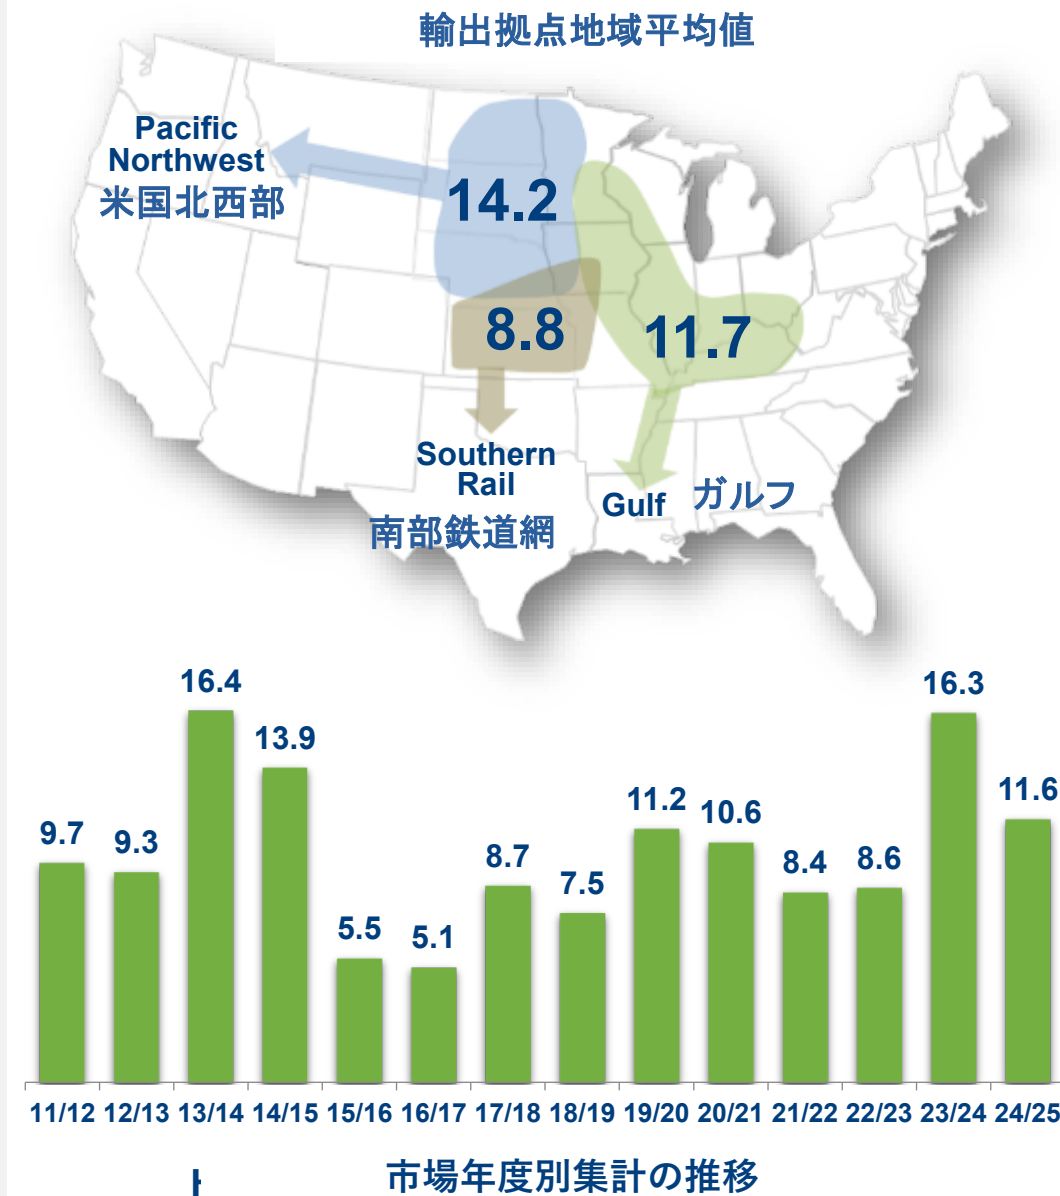 輸出拠点地域平均値
Pacific
Northwest
米国北西部
14.2
8.8
11.7
Southern
Rail
南部鉄道網
Gulf ガルフ
16.4
16.3
13.9
11.6
11.2
10.6
9.7
9.3
8.7
8.4
8.6
7.5
5.5
5.1
11/12 12/13 13/14 14/15 15/16 16/17 17/18 18/19 19/20 20/21 21/22 22/23 23/24 24/25
市場年度別集計の推移